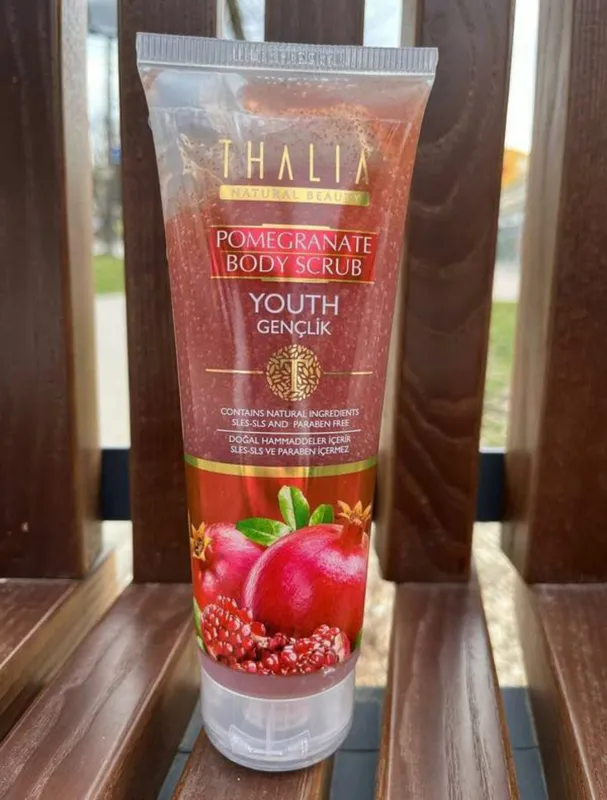 THALIA
NATURAL BEAUTY
POMEGRANATE
BODY SCRUB
YOUTH
GENÇLİK
T
CONTAINS NATURAL INGREDIENTS
SLES-SLS AND PARABEN FREE
DOĞAL HAMMADDELER İÇERİR
SLES-SLS VE PARABEN İÇERMEZ